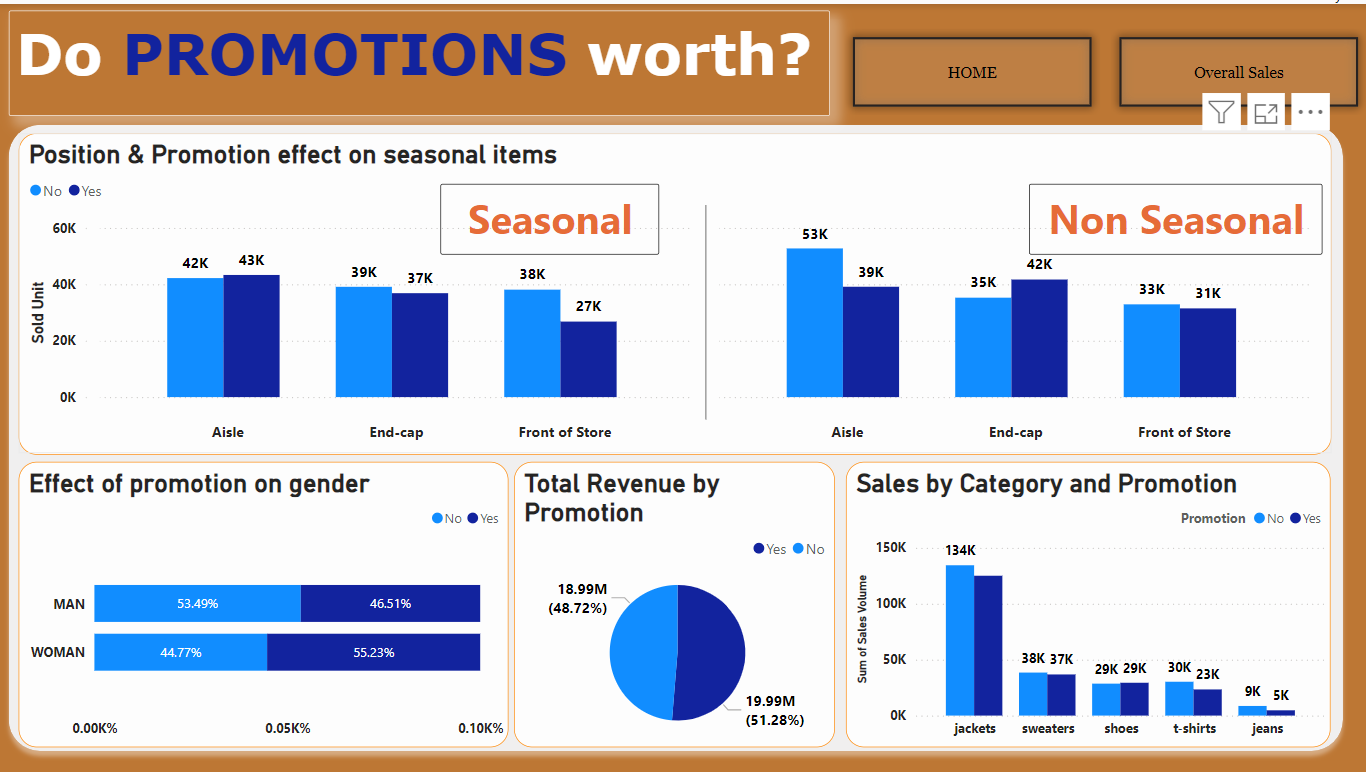 Do PROMOTIONS worth?
HOME
Overall Sales
Position & Promotion effect on seasonal items
No Yes
Seasonal
Non Seasonal
Sold Unit
60K
40K
20K
0K
42K 43K 39K 37K 38K 27K
53K 39K 35K 42K 33K 31K
Aisle End-cap Front of Store
Aisle End-cap Front of Store
Effect of promotion on gender
No Yes
MAN 53.49% 46.51%
WOMAN 44.77% 55.23%
0.00K% 0.05K% 0.10K%
Total Revenue by
Promotion
Yes No
18.99M
(48.72%)
19.99M
(51.28%)
Sales by Category and Promotion
Promotion No Yes
Sum of Sales Volume
150K
100K
50K
0K
134K
38K 37K
29K 29K
30K 23K
9K 5K
jackets sweaters shoes t-shirts jeans